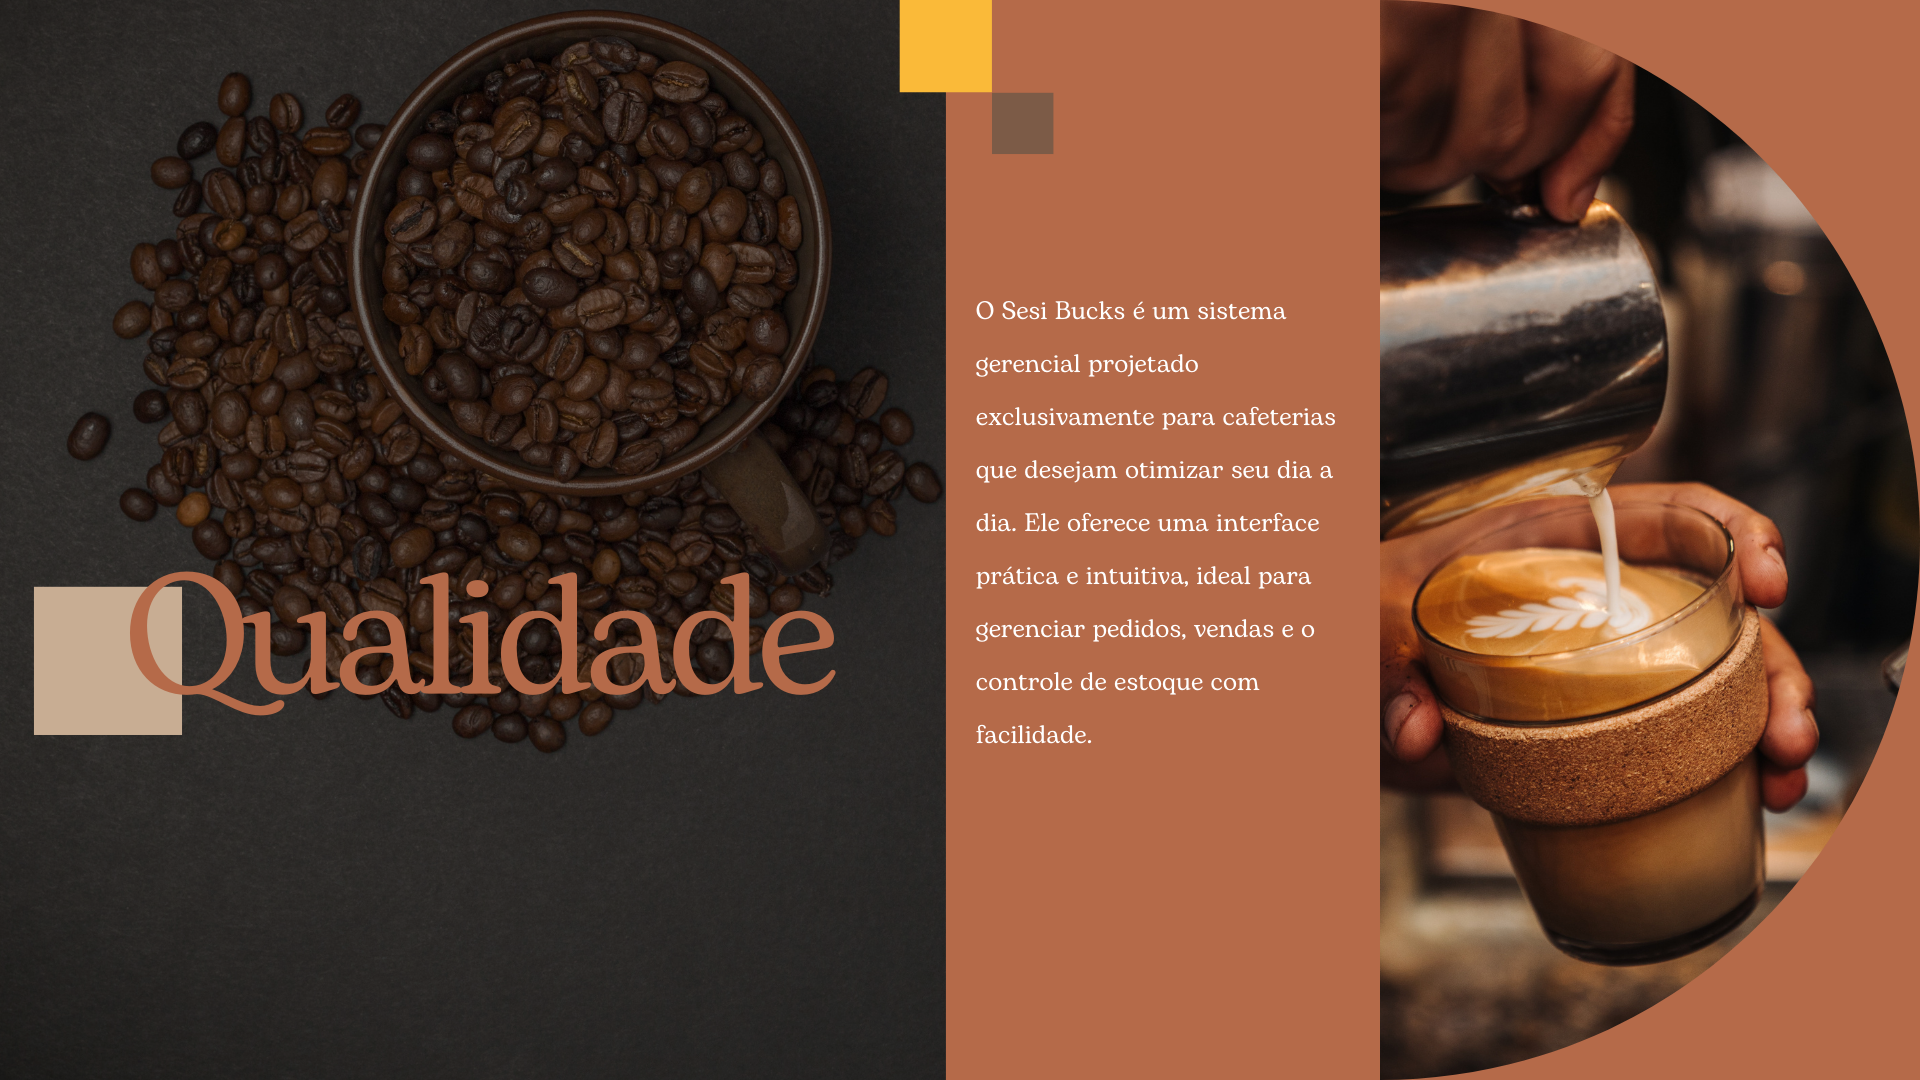 Qualidade
O Sesi Bucks é um sistema
gerencial projetado
exclusivamente para cafeterias
que desejam otimizar seu dia a
dia. Ele oferece uma interface
prática e intuitiva, ideal para
gerenciar pedidos, vendas e o
controle de estoque com
facilidade.